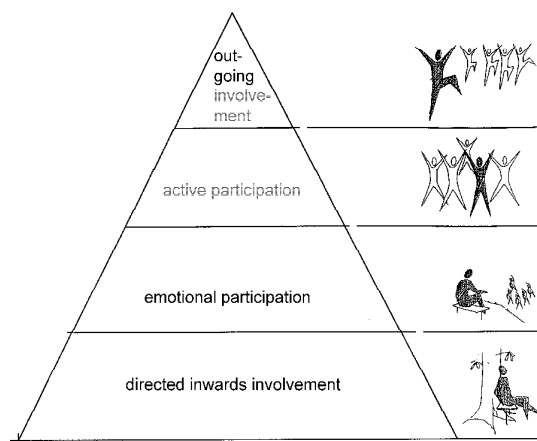 out-
going
involve-
ment
active participation
emotional participation
directed inwards involvement